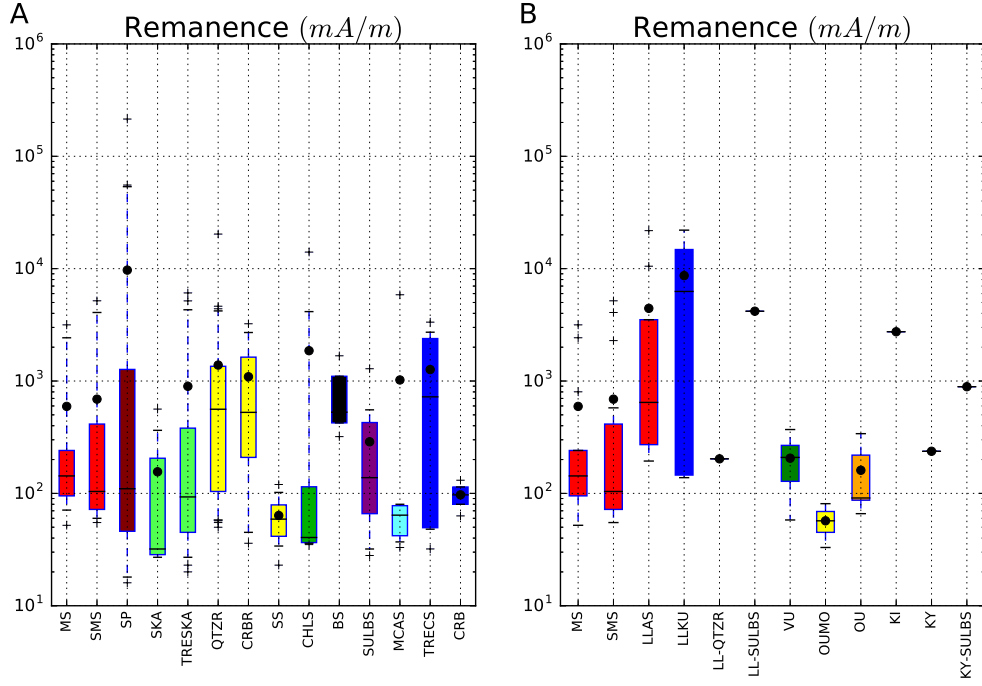 A
Remanence (mA/m)
10^6
10^5
10^4
10^3
10^2
10^1
MS
SMS
SP
SKA
TRESKA
QTZR
CRBR
SS
CHLS
BS
SULBS
MCAS
TRECS
CRB
B
Remanence (mA/m)
10^6
10^5
10^4
10^3
10^2
10^1
MS
SMS
LLAS
LLKU
LL-QTZR
LL-SULBS
VU
OUMO
OU
KI
KY
KY-SULBS